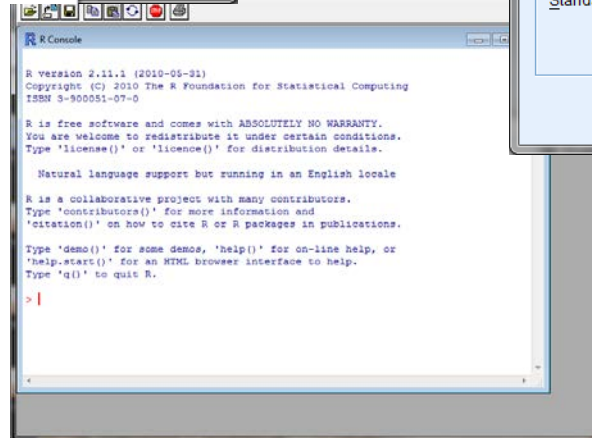 Stand
R Console
R version 2.11.1 (2010-05-31)
Copyright (C) 2010 The R Foundation for Statistical Computing
ISBN 3-900051-07-0
R is free software and comes with ABSOLUTELY NO WARRANTY.
You are welcome to redistribute it under certain conditions.
Type 'license()' or 'licence()' for distribution details.
Natural language support but running in an English locale
R is a collaborative project with many contributors.
Type 'contributors()' for more information and
'citation()' on how to cite R or R packages in publications.
Type 'demo()' for some demos, 'help()' for on-line help, or
'help.start()' for an HTML browser interface to help.
Type 'q()' to quit R.
>